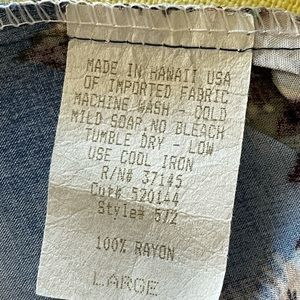 MADE IN HAWAII USA
OF IMPORTED FABRIC
MACHINE WASH - COLD
MILD SOAP, NO BLEACH
TUMBLE DRY - LOW
USE COOL IRON
R/N# 37145
Cut# 520144
Style# 572
100% RAYON
LARGE